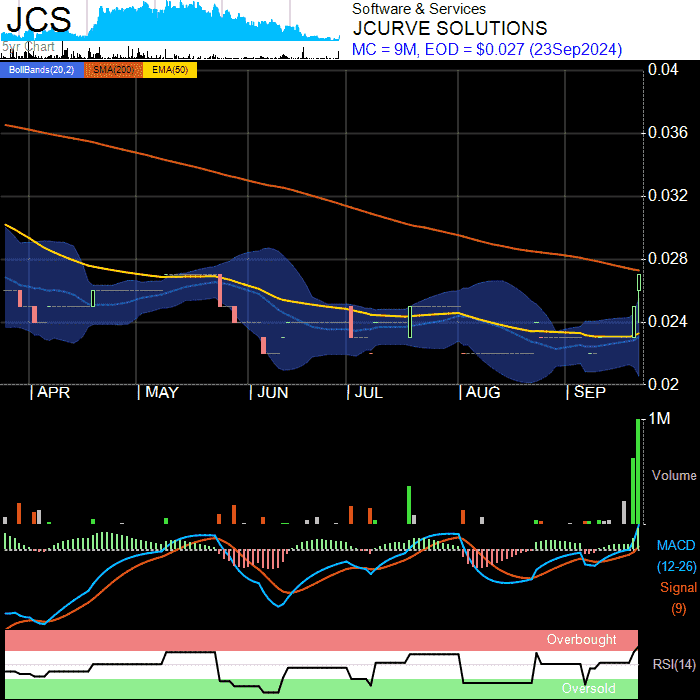 JCS
Software & Services
JCURVE SOLUTIONS
5yr Chart
MC = 9M, EOD = $0.027 (23Sep2024)
BollBands(20,2) SMA(200) EMA(50)
0.04
0.036
0.032
0.028
0.024
0.02
APR MAY JUN JUL AUG SEP
1M
Volume
MACD
(12-26)
Signal
(9)
Overbought
RSI(14)
Oversold